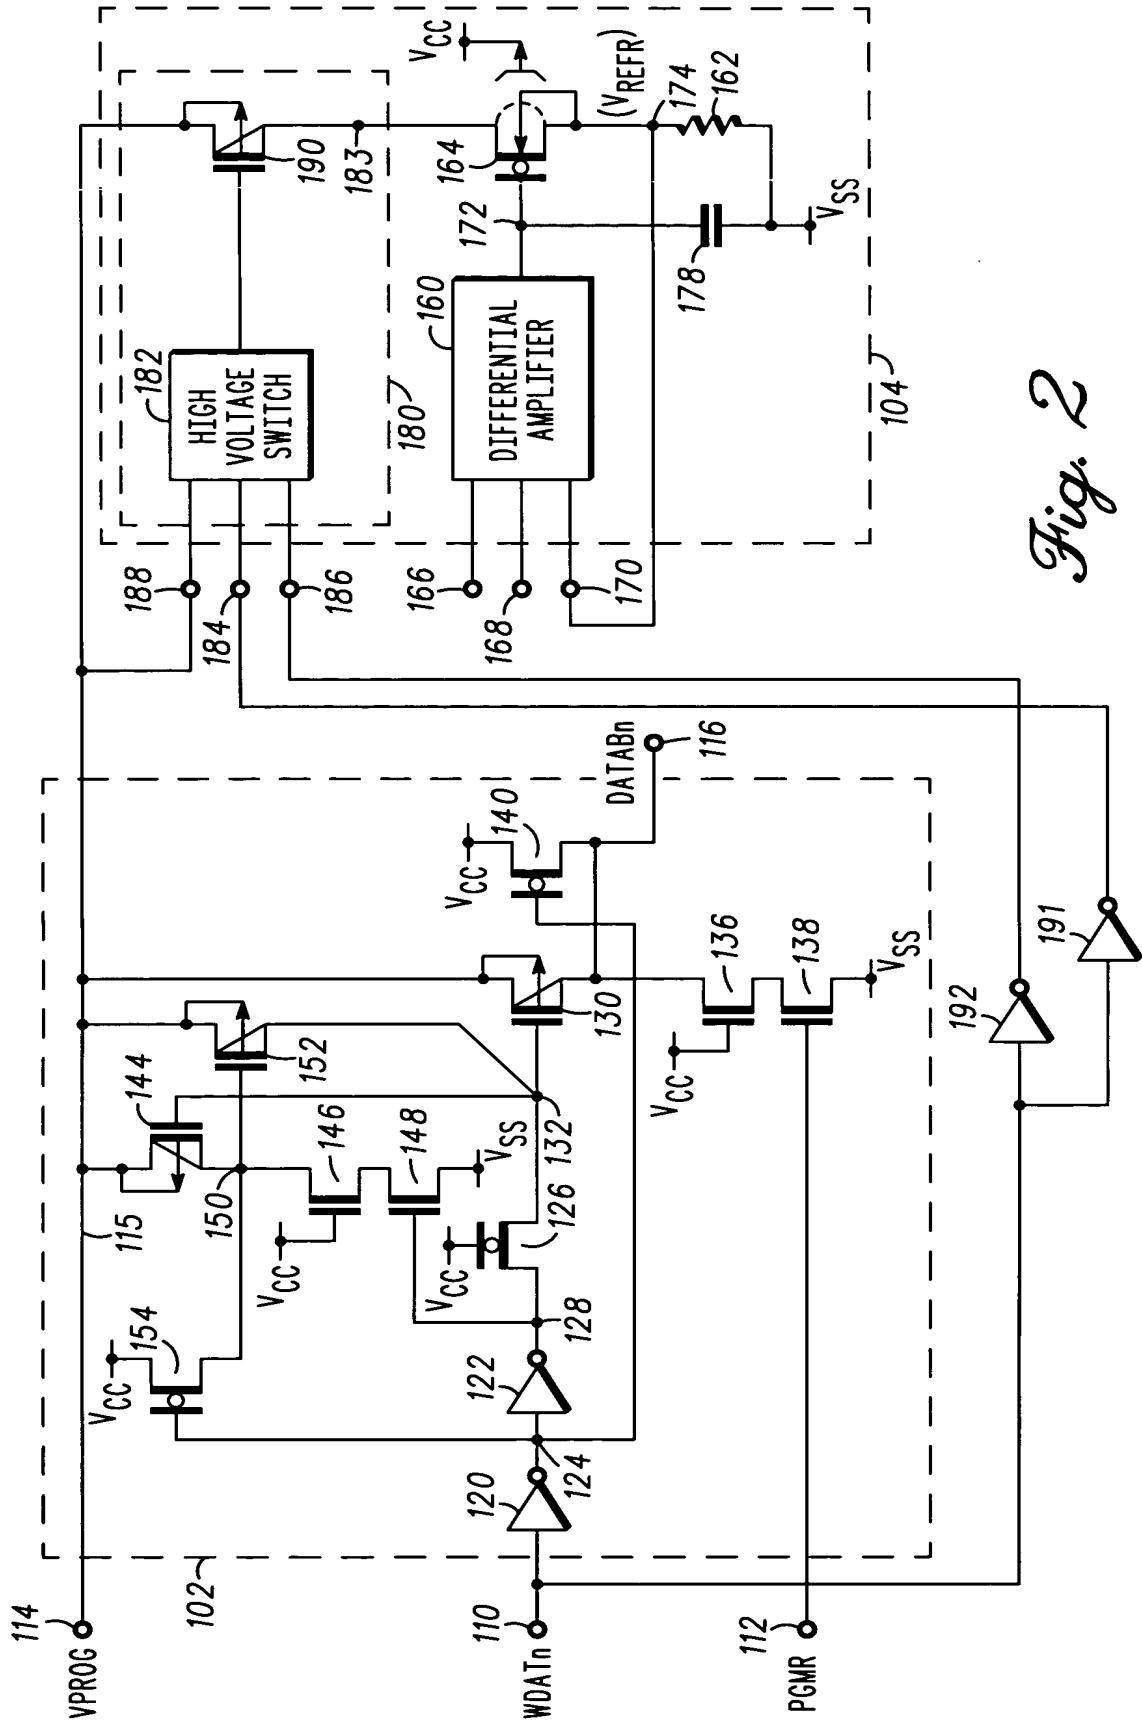 114
VPROG
115
102
WDATn
110
PGMR
112
120
124
122
128
VCC
154
144
150
VCC
146
148
VSS
VCC
126
132
152
130
VCC
136
138
VSS
VCC
140
DATABn
116
192
191
188
184
186
166
168
170
HIGH
VOLTAGE
SWITCH
182
180
190
183
DIFFERENTIAL
AMPLIFIER
160
172
164
VCC
(VREFR)
174
162
178
VSS
104
Fig. 2